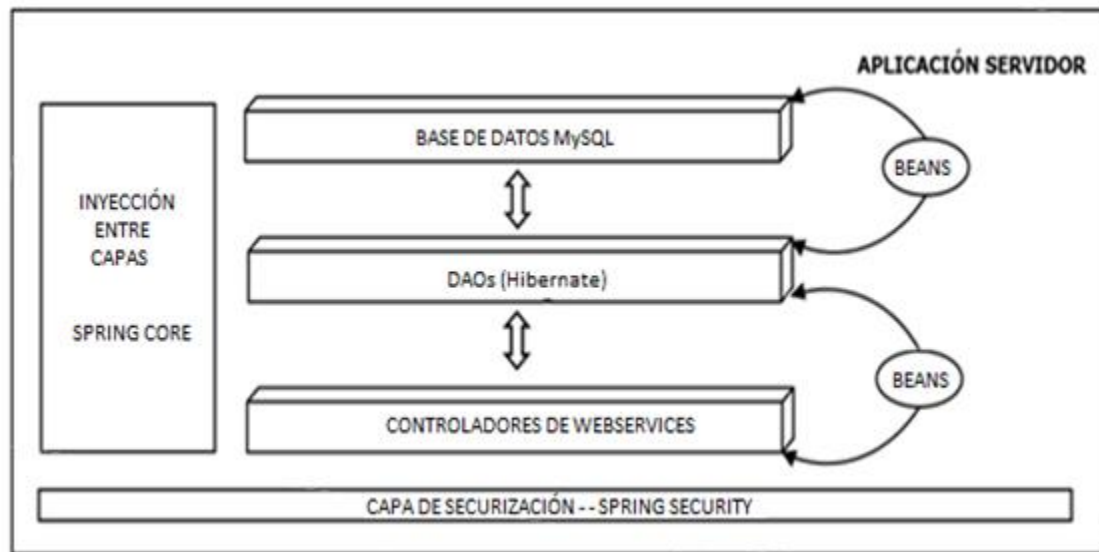 APLICACIÓN SERVIDOR
BASE DE DATOS MySQL
BEANS
INYECCIÓN
ENTRE
CAPAS
SPRING CORE
DAOs (Hibernate)
BEANS
CONTROLADORES DE WEBSERVICES
CAPA DE SECURIZACIÓN - - SPRING SECURITY